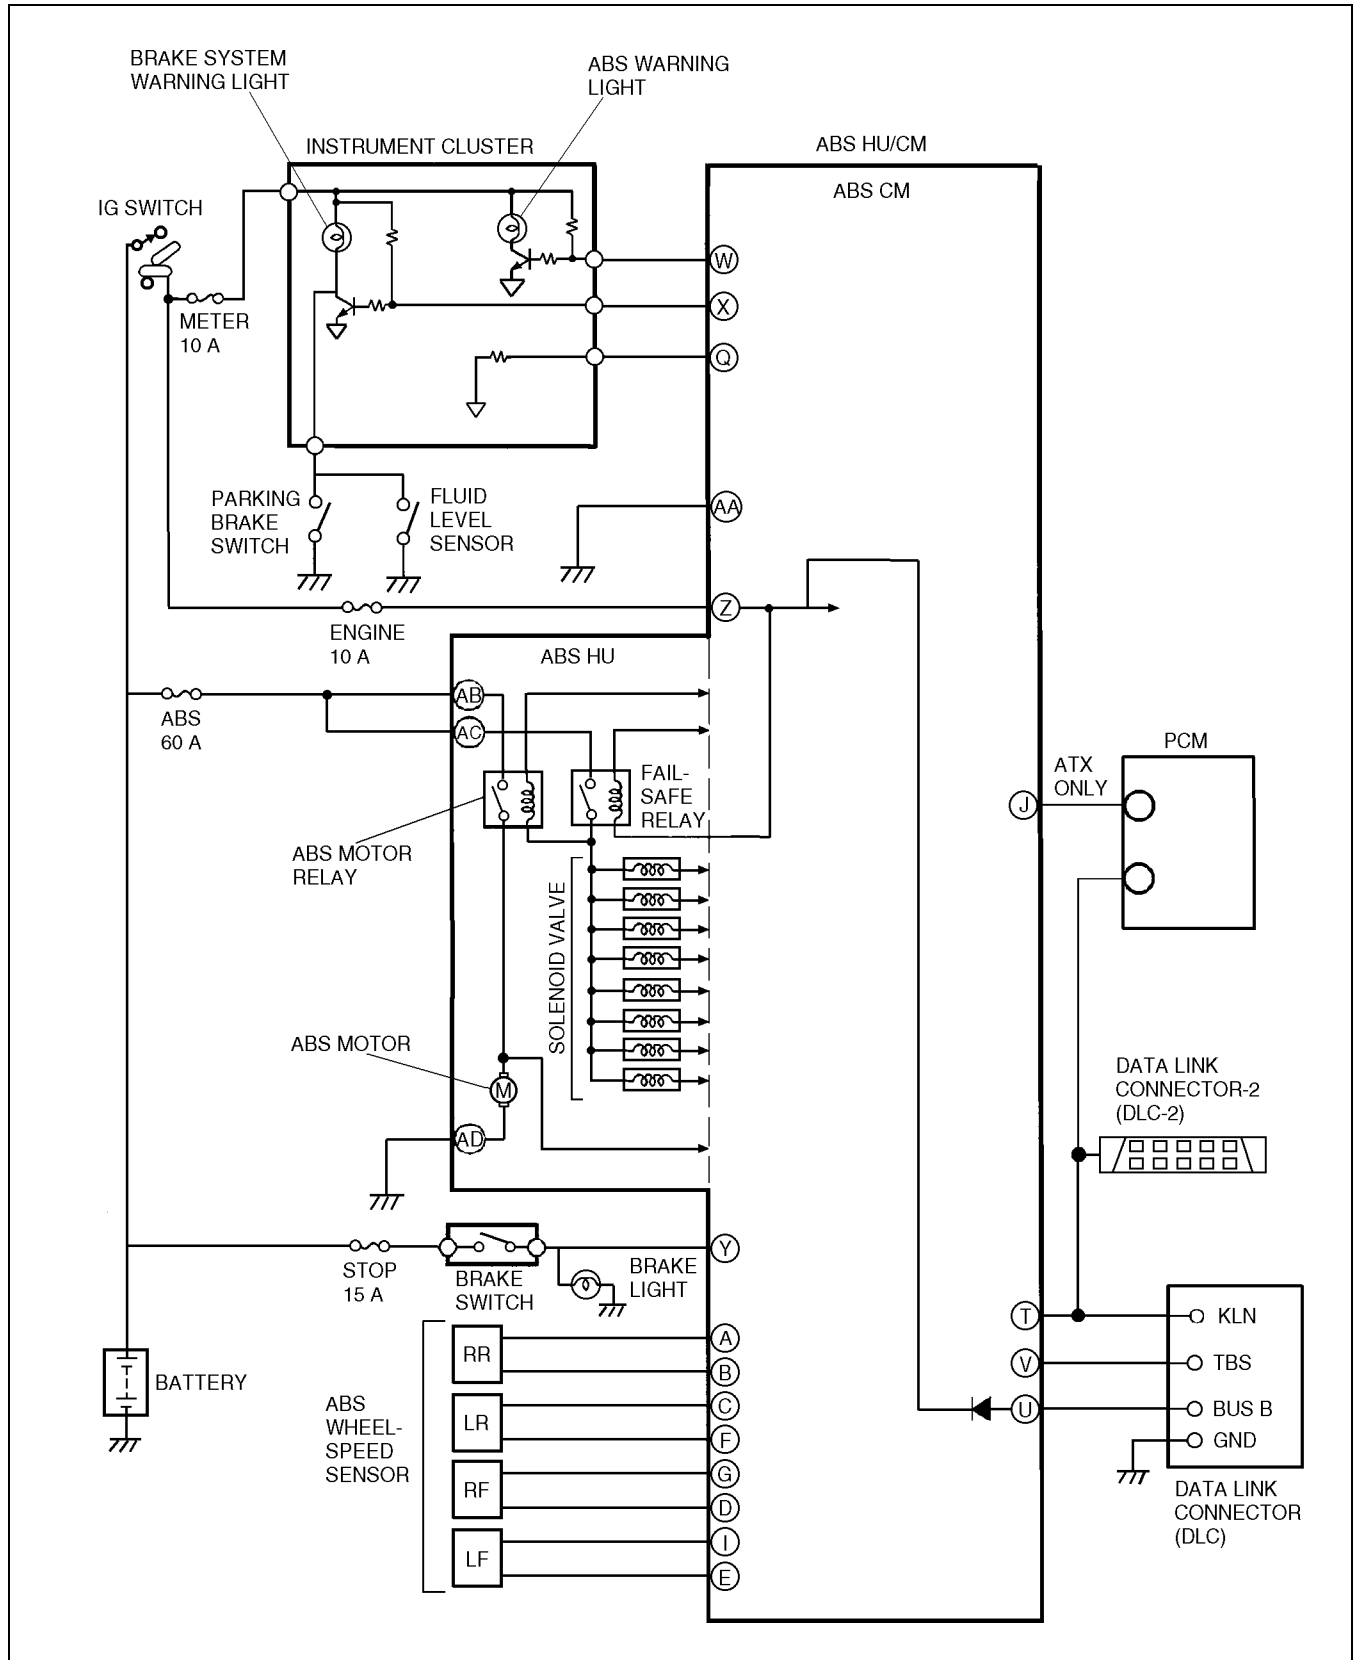 BRAKE SYSTEM
WARNING LIGHT
ABS WARNING
LIGHT
INSTRUMENT CLUSTER
ABS HU/CM
ABS CM
IG SWITCH
METER
10 A
W
X
Q
PARKING
BRAKE
SWITCH
FLUID
LEVEL
SENSOR
AA
Z
ENGINE
10 A
ABS HU
AB
AC
ABS
60 A
FAIL-
SAFE
RELAY
ABS MOTOR
RELAY
SOLENOID VALVE
ABS MOTOR
M
AD
PCM
ATX
ONLY
J
DATA LINK
CONNECTOR-2
(DLC-2)
STOP
15 A
BRAKE
SWITCH
BRAKE
LIGHT
Y
BATTERY
ABS
WHEEL-
SPEED
SENSOR
RR
LR
RF
LF
A
B
C
F
G
D
I
E
T
V
U
KLN
TBS
BUS B
GND
DATA LINK
CONNECTOR
(DLC)